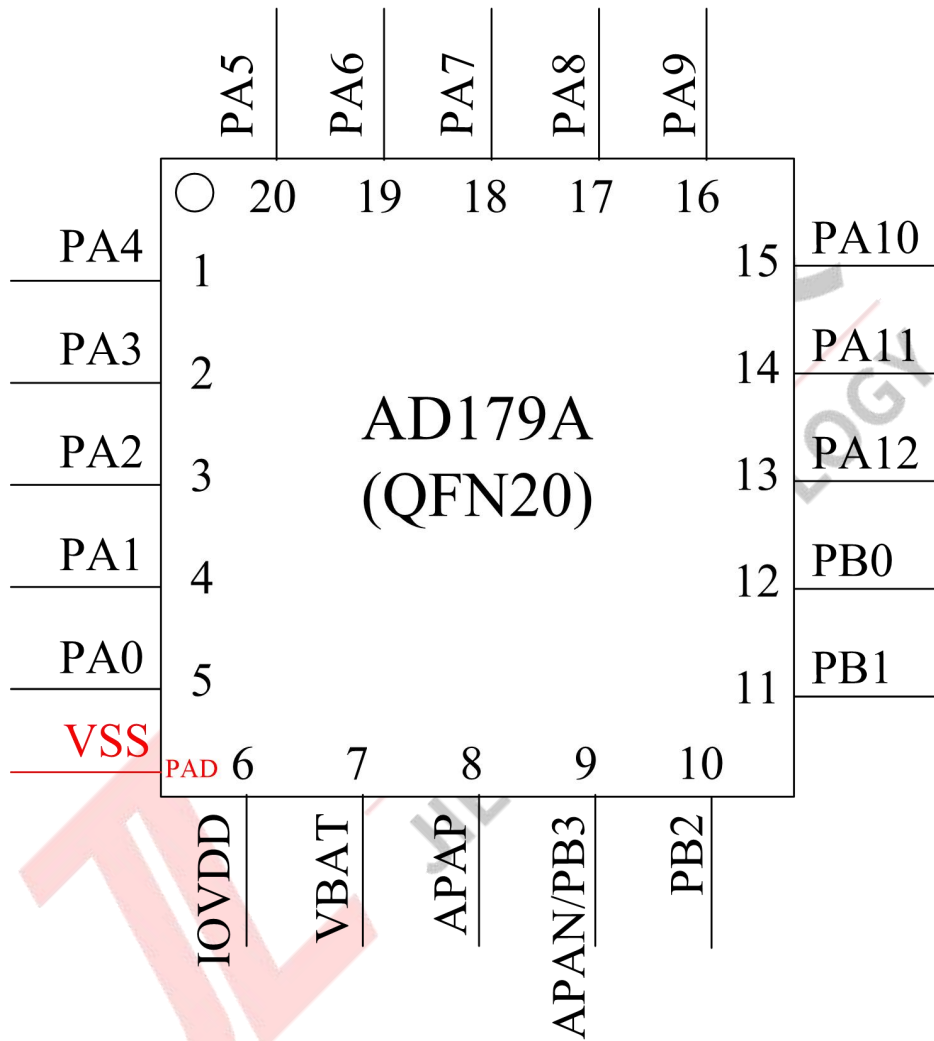 PA5
PA6
PA7
PA8
PA9
20
19
18
17
16
PA4
1
PA3
2
PA2
3
PA1
4
PA0
5
VSS
PAD
AD179A
(QFN20)
15
PA10
14
PA11
13
PA12
12
PB0
11
PB1
6
7
8
9
10
IOVDD
VBAT
APAP
APAN/PB3
PB2